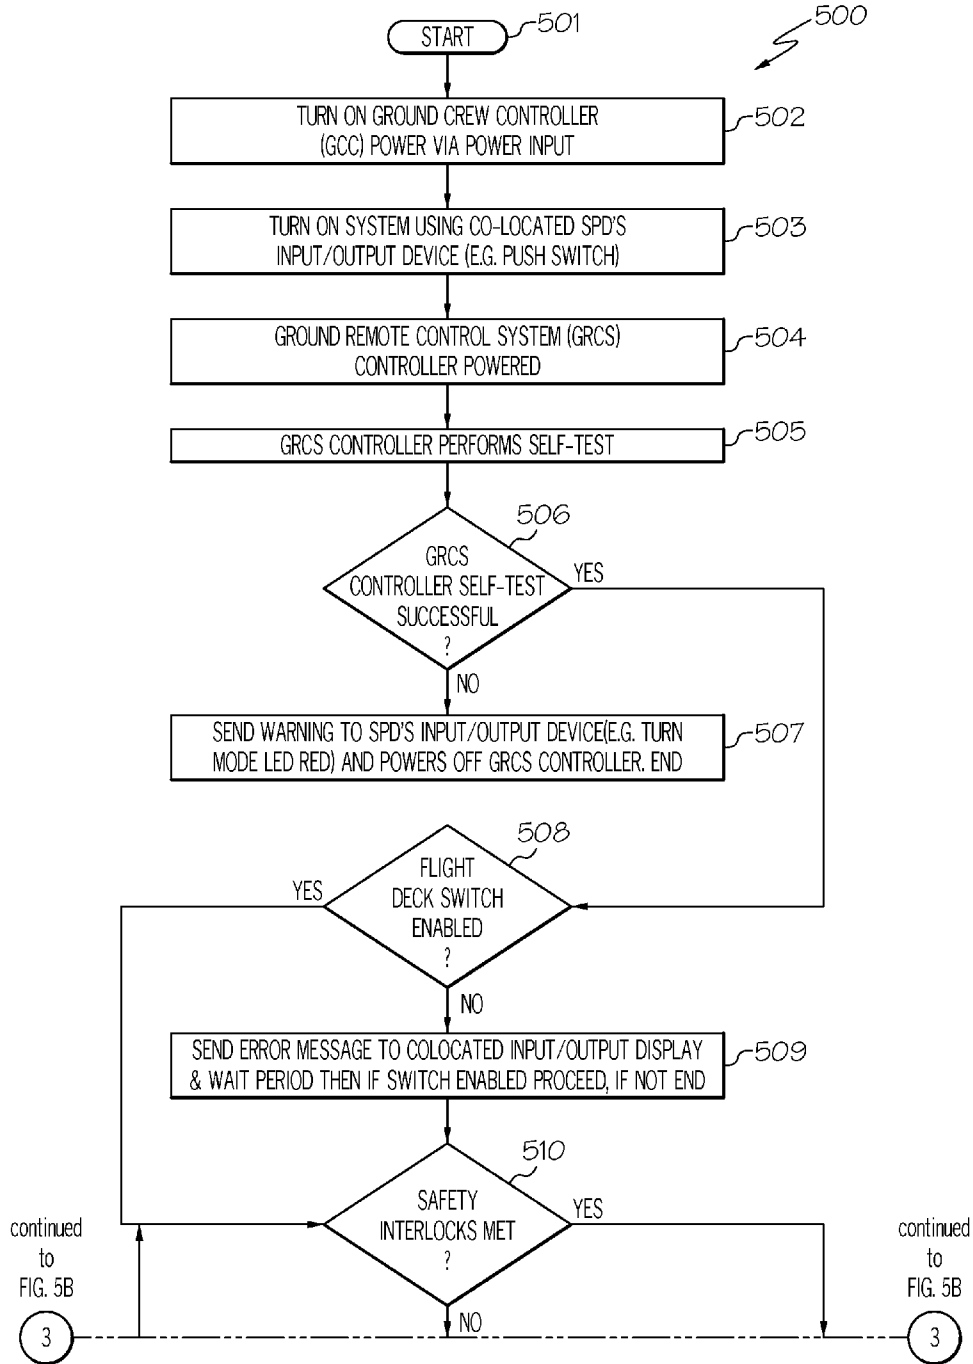 500
START
501
TURN ON GROUND CREW CONTROLLER
(GCC) POWER VIA POWER INPUT
502
TURN ON SYSTEM USING CO-LOCATED SPD'S
INPUT/OUTPUT DEVICE (E.G. PUSH SWITCH)
503
GROUND REMOTE CONTROL SYSTEM (GRCS)
CONTROLLER POWERED
504
GRCS CONTROLLER PERFORMS SELF-TEST
505
506
GRCS
CONTROLLER SELF-TEST
SUCCESSFUL
?
YES
NO
SEND WARNING TO SPD'S INPUT/OUTPUT DEVICE(E.G. TURN
MODE LED RED) AND POWERS OFF GRCS CONTROLLER. END
507
508
FLIGHT
DECK SWITCH
ENABLED
?
YES
NO
SEND ERROR MESSAGE TO COLOCATED INPUT/OUTPUT DISPLAY
& WAIT PERIOD THEN IF SWITCH ENABLED PROCEED, IF NOT END
509
510
SAFETY
INTERLOCKS MET
?
YES
NO
continued
to
FIG. 5B
3
continued
to
FIG. 5B
3